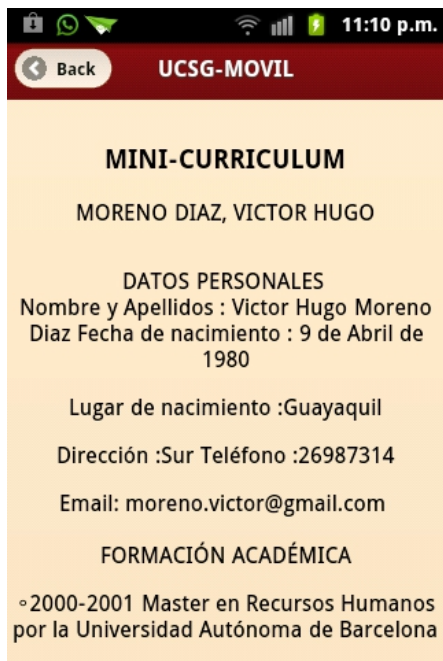 11:10 p.m.
Back
UCSG-MOVIL
MINI-CURRICULUM
MORENO DIAZ, VICTOR HUGO
DATOS PERSONALES
Nombre y Apellidos : Victor Hugo Moreno
Diaz Fecha de nacimiento : 9 de Abril de
1980
Lugar de nacimiento :Guayaquil
Dirección :Sur Teléfono :26987314
Email: moreno.victor@gmail.com
FORMACIÓN ACADÉMICA
∘2000-2001 Master en Recursos Humanos
por la Universidad Autónoma de Barcelona